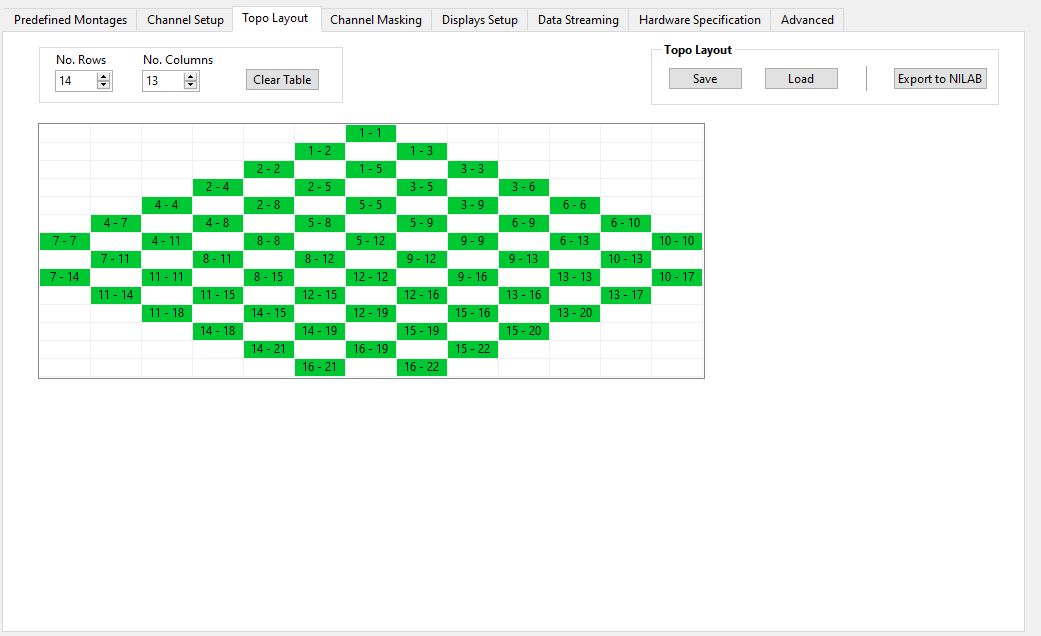 Predefined Montages Channel Setup Topo Layout Channel Masking Displays Setup Data Streaming Hardware Specification Advanced
No. Rows No. Columns Topo Layout
14 13 Clear Table Save Load Export to NILAB
1 - 1
1 - 2 1 - 3
2 - 2 1 - 5 3 - 3
2 - 4 2 - 5 3 - 5 3 - 6
4 - 4 2 - 8 5 - 5 3 - 9 6 - 6
4 - 7 4 - 8 5 - 8 5 - 9 6 - 9 6 - 10
7 - 7 4 - 11 8 - 8 5 - 12 9 - 9 6 - 13 10 - 10
7 - 11 8 - 11 8 - 12 9 - 12 9 - 13 10 - 13
7 - 14 11 - 11 8 - 15 12 - 12 9 - 16 13 - 13 10 - 17
11 - 14 11 - 15 12 - 15 12 - 16 13 - 16 13 - 17
11 - 18 14 - 15 12 - 19 15 - 16 13 - 20
14 - 18 14 - 19 15 - 19 15 - 20
14 - 21 16 - 19 15 - 22
16 - 21 16 - 22